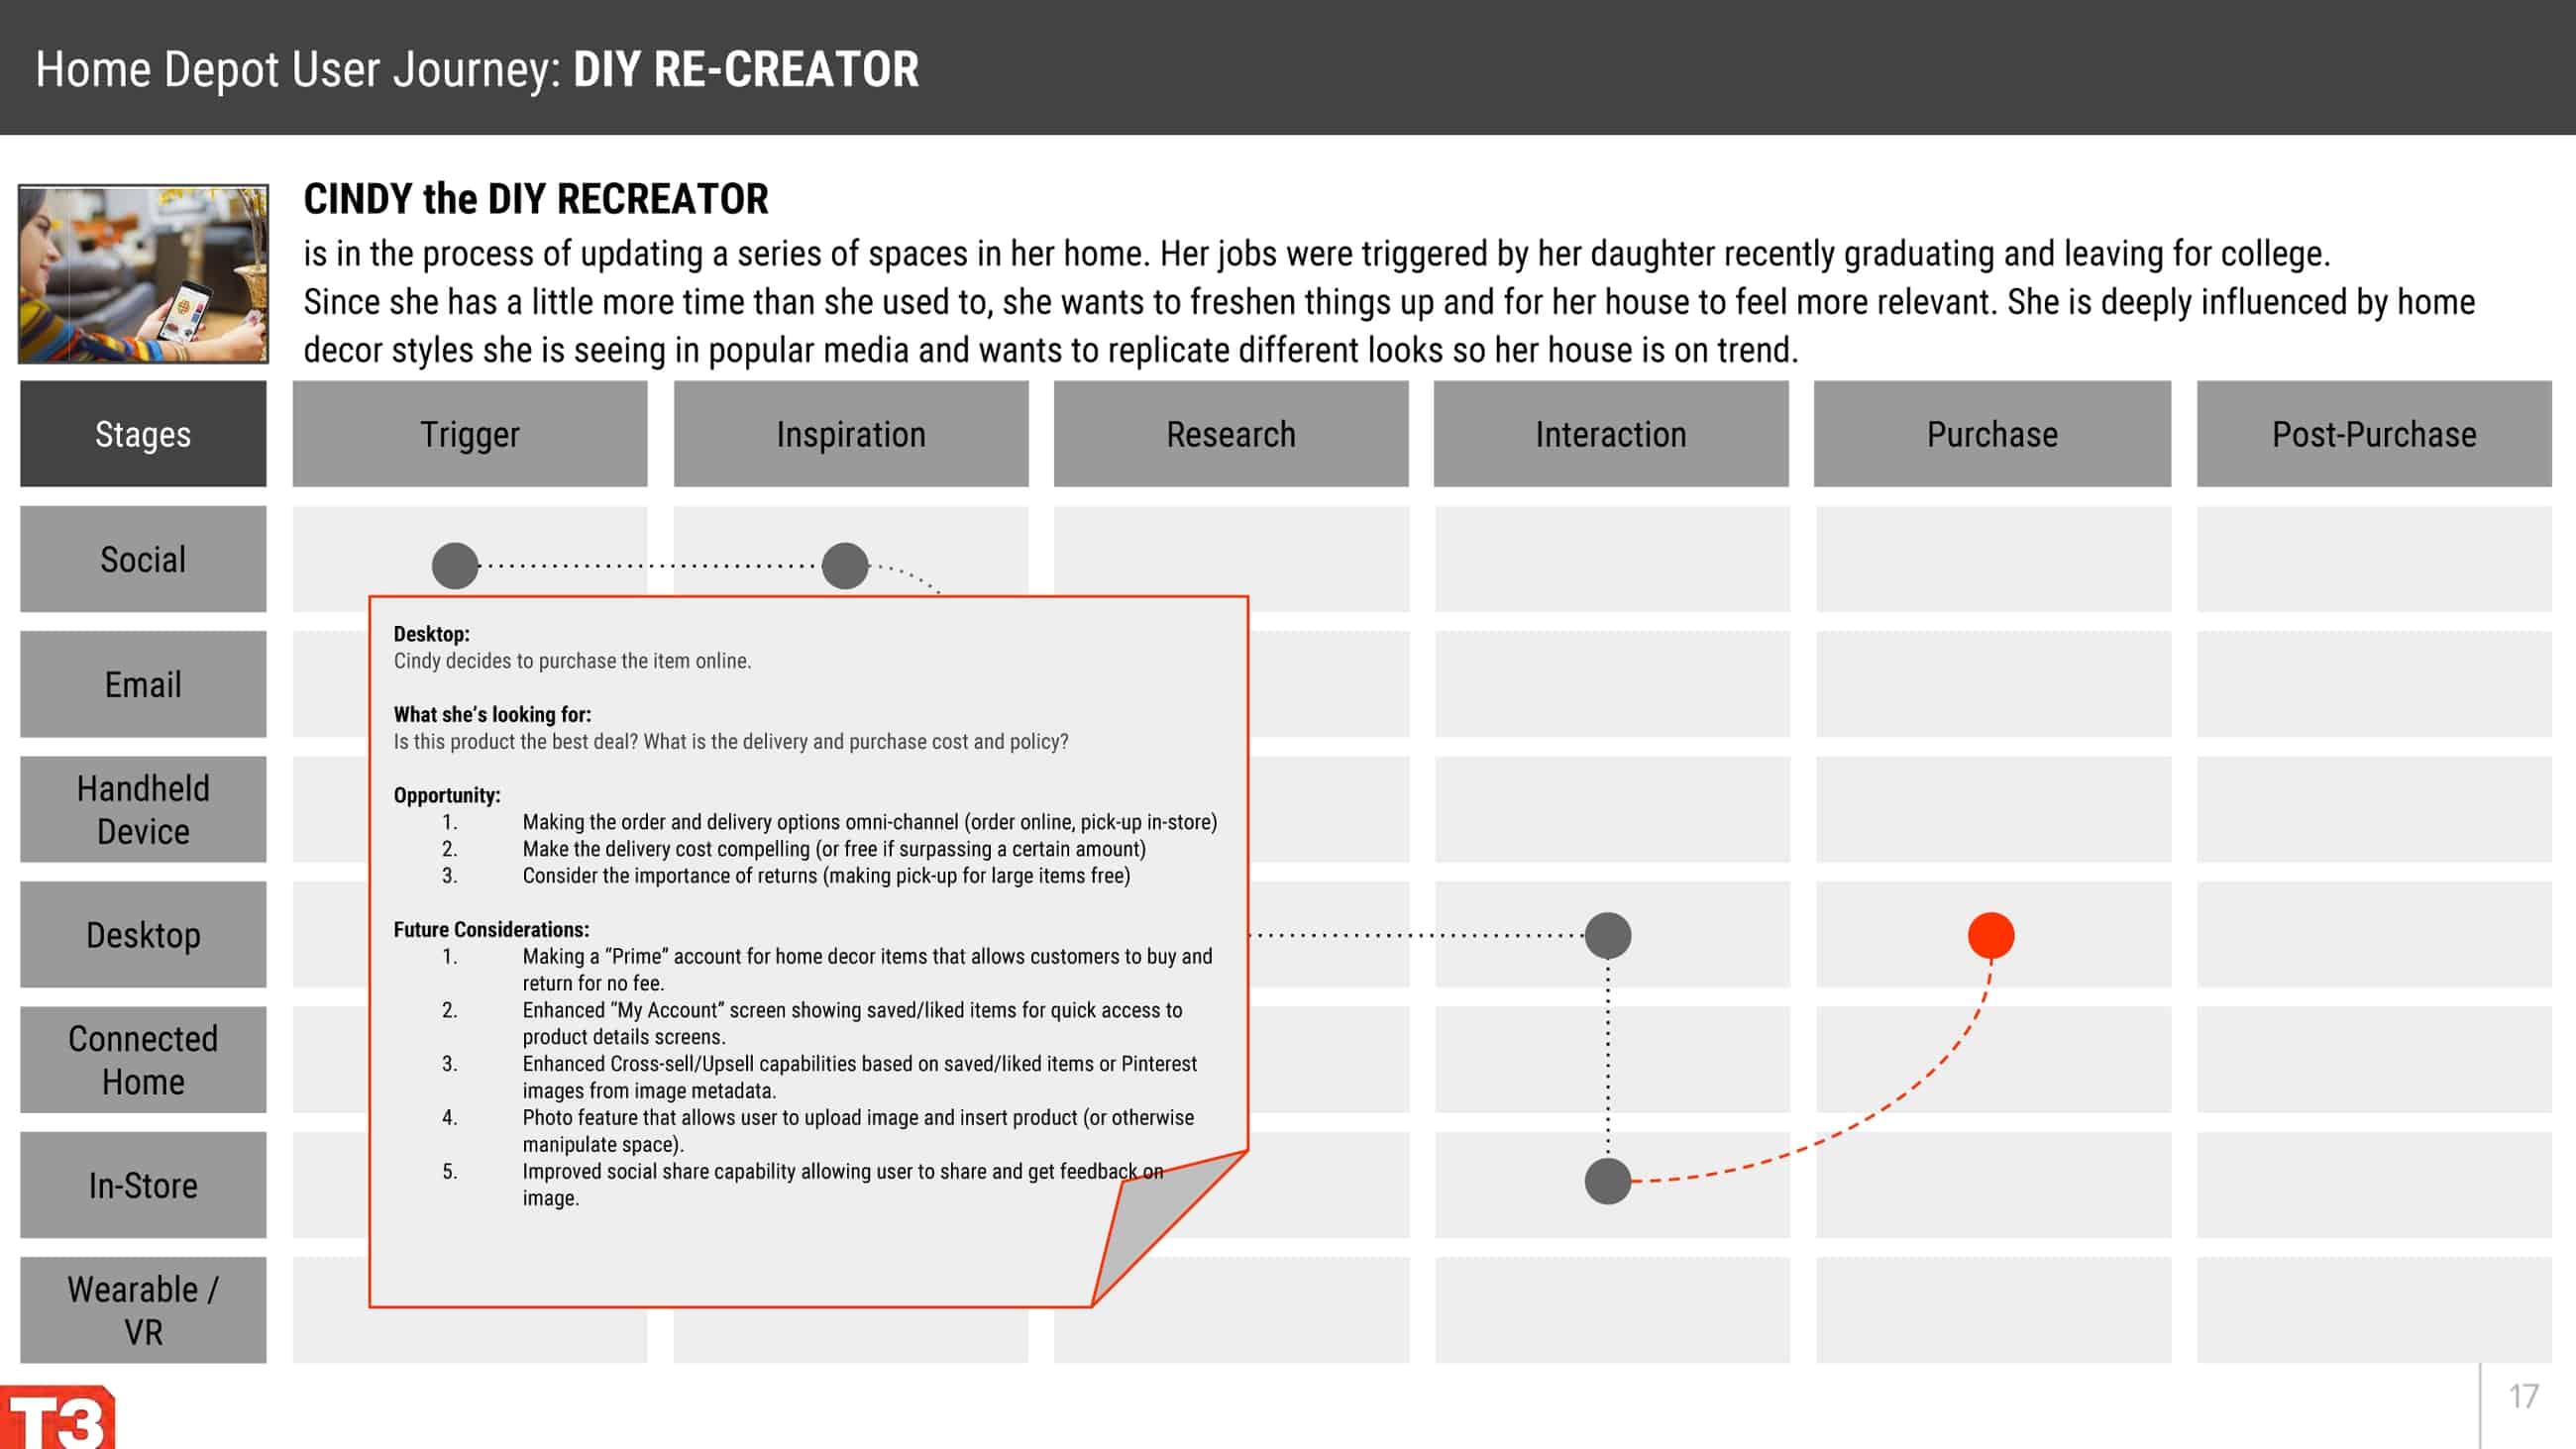 Home Depot User Journey: DIY RE-CREATOR
CINDY the DIY RECREATOR
is in the process of updating a series of spaces in her home. Her jobs were triggered by her daughter recently graduating and leaving for college.
Since she has a little more time than she used to, she wants to freshen things up and for her house to feel more relevant. She is deeply influenced by home
decor styles she is seeing in popular media and wants to replicate different looks so her house is on trend.
Stages
Trigger
Inspiration
Research
Interaction
Purchase
Post-Purchase
Social
Email
Handheld
Device
Desktop
Connected
Home
In-Store
Wearable /
VR
Desktop:
Cindy decides to purchase the item online.
What she's looking for:
Is this product the best deal? What is the delivery and purchase cost and policy?
Opportunity:
1. Making the order and delivery options omni-channel (order online, pick-up in-store)
2. Make the delivery cost compelling (or free if surpassing a certain amount)
3. Consider the importance of returns (making pick-up for large items free)
Future Considerations:
1. Making a “Prime” account for home decor items that allows customers to buy and
return for no fee.
2. Enhanced “My Account” screen showing saved/liked items for quick access to
product details screens.
3. Enhanced Cross-sell/Upsell capabilities based on saved/liked items or Pinterest
images from image metadata.
4. Photo feature that allows user to upload image and insert product (or otherwise
manipulate space).
5. Improved social share capability allowing user to share and get feedback on
image.
T3
17